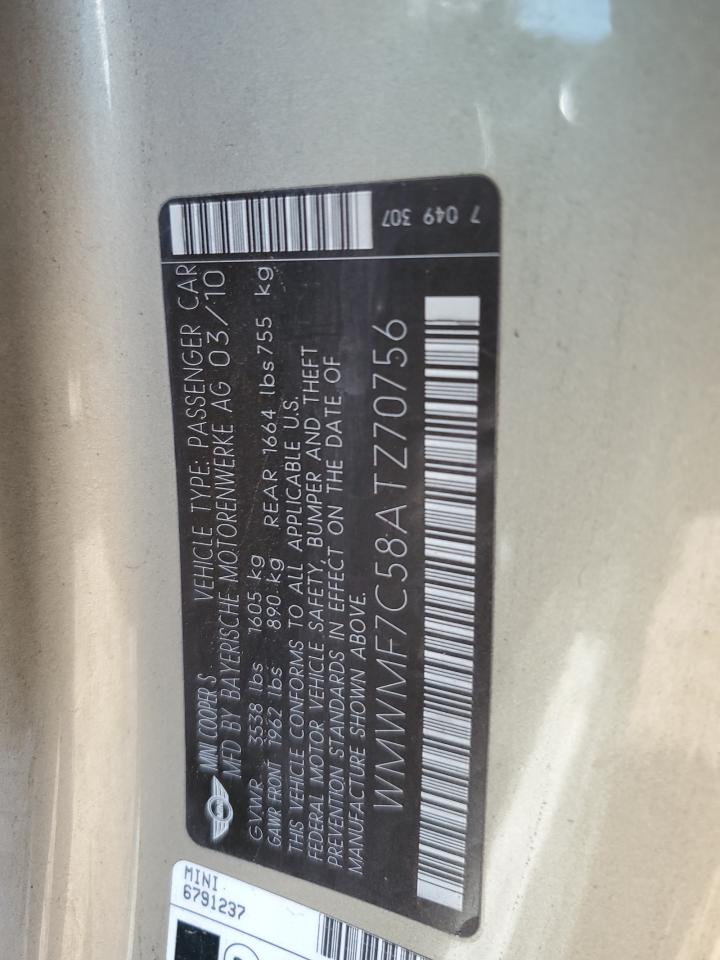 MINI COOPER S VEHICLE TYPE: PASSENGER CAR
MFD BY BAYERISCHE MOTORENWERKE AG 03/10
GVWR 3538 lbs 1605 kg
GAWR FRONT 1962 lbs 890 kg REAR 1664 lbs 755 kg
THIS VEHICLE CONFORMS TO ALL APPLICABLE U.S.
FEDERAL MOTOR VEHICLE SAFETY, BUMPER AND THEFT
PREVENTION STANDARDS IN EFFECT ON THE DATE OF
MANUFACTURE SHOWN ABOVE.
WMWMF7C58ATZ70756
7 049 307
MINI
6791237